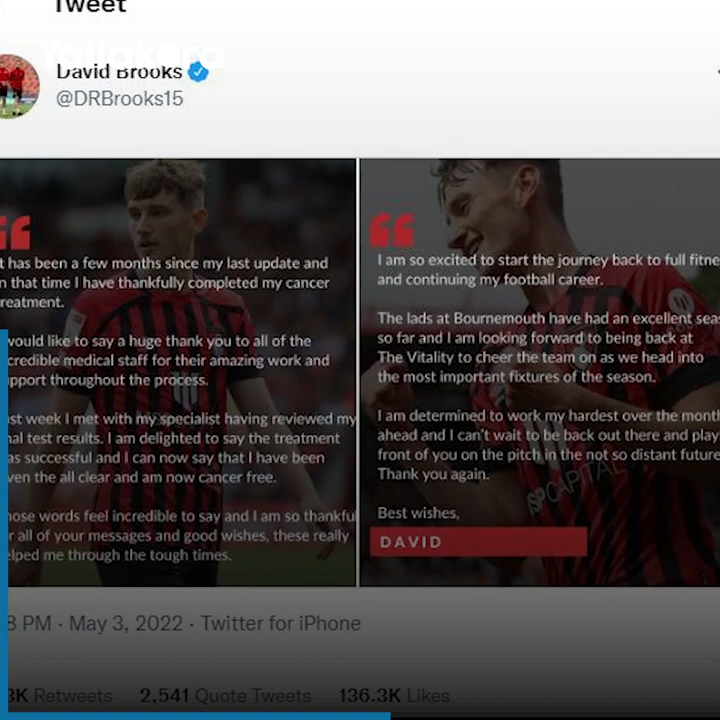 Tweet
Yallakora
David Brooks
@DRBrooks15
t has been a few months since my last update and
n that time I have thankfully completed my cancer
reatment.
would like to say a huge thank you to all of the
credible medical staff for their amazing work and
upport throughout the process.
st week I met with my specialist having reviewed my
nal test results. I am delighted to say the treatment
as successful and I can now say that I have been
ven the all clear and am now cancer free.
hose words feel incredible to say and I am so thankful
r all of your messages and good wishes, these really
elped me through the tough times.
I am so excited to start the journey back to full fitne
and continuing my football career.
The lads at Bournemouth have had an excellent seas
so far and I am looking forward to being back at
The Vitality to cheer the team on as we head into
the most important fixtures of the season.
I am determined to work my hardest over the month
ahead and I can't wait to be back out there and play
front of you on the pitch in the not so distant future
Thank you again.
Best wishes,
DAVID
8 PM · May 3, 2022 · Twitter for iPhone
3K Retweets 2,541 Quote Tweets 136.3K Likes